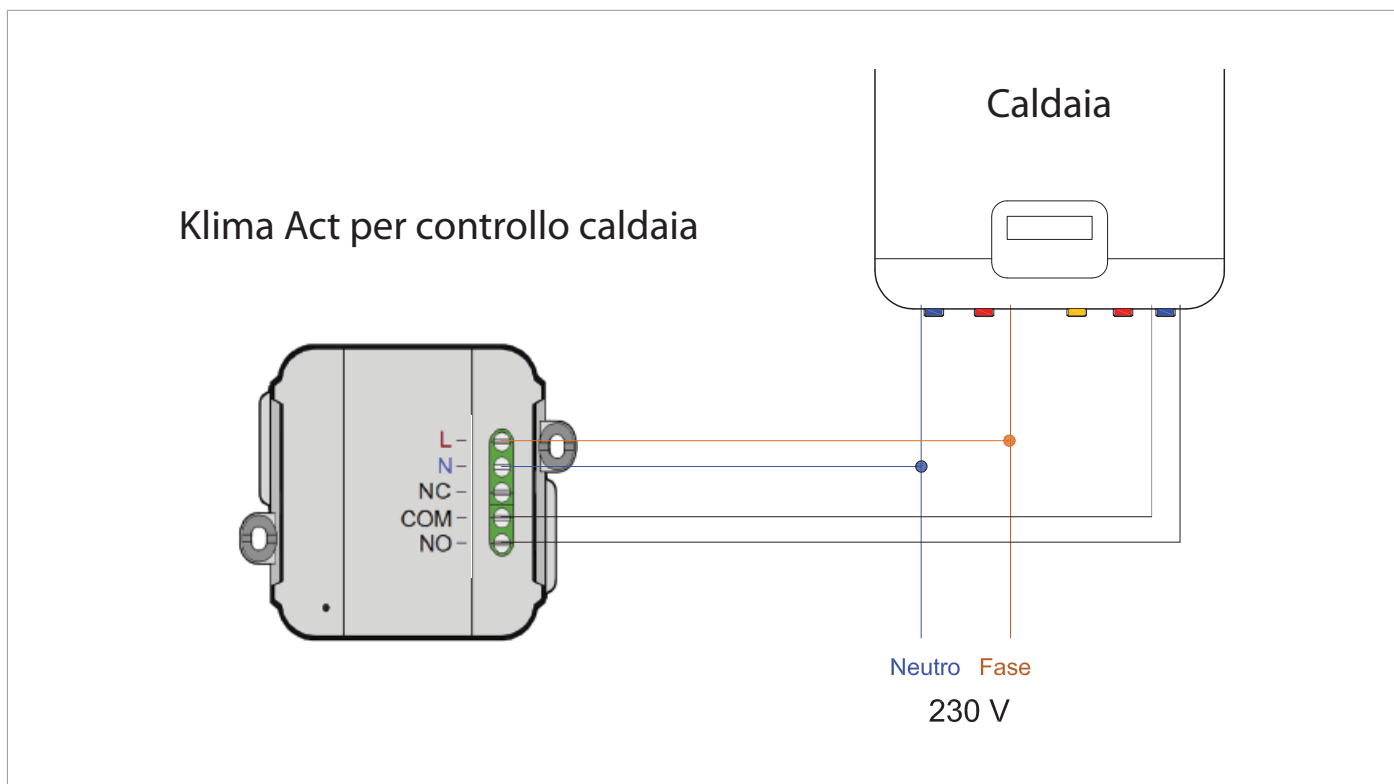 Caldaia
Klima Act per controllo caldaia
L
N
NC
COM
NO
Neutro Fase
230 V